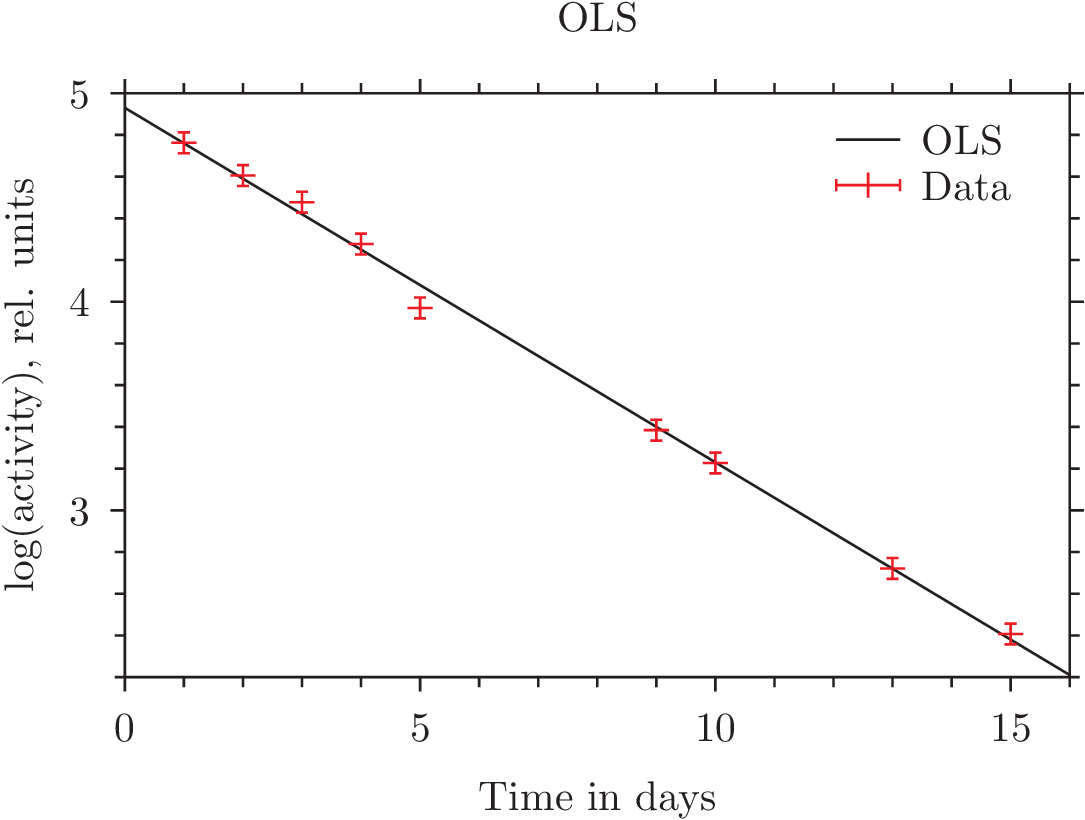 OLS
5
4
3
log(activity), rel. units
OLS
Data
0 5 10 15
Time in days